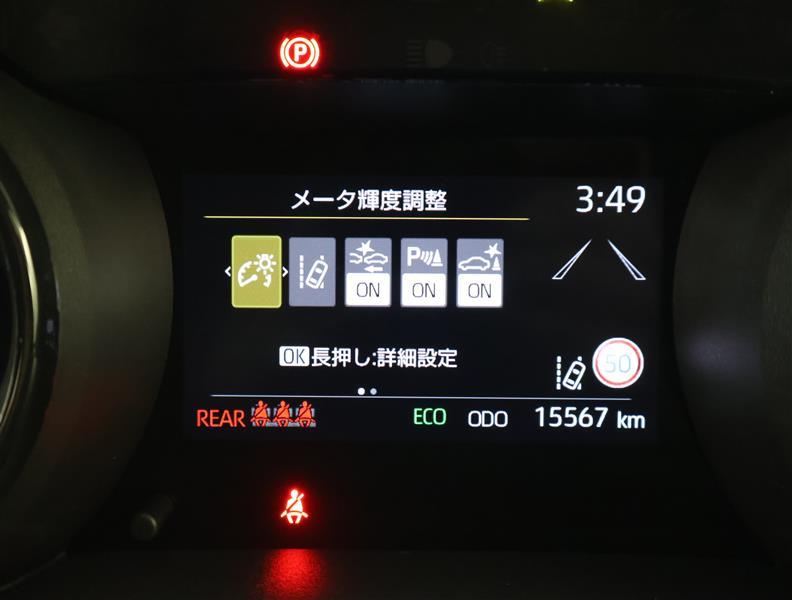 P
メータ輝度調整 3:49
P
ON ON ON
OK長押し:詳細設定
50
REAR ECO ODO 15567 km